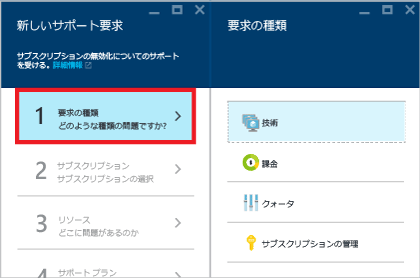 新しいサポート要求
サブスクリプションの無効化についてのサポート
を受ける。詳細情報
1 要求の種類
どのような種類の問題ですか?
2 サブスクリプション
サブスクリプションの選択
3 リソース
どこに問題があるのか
4 サポート プラン
要求の種類
技術
課金
クォータ
サブスクリプションの管理